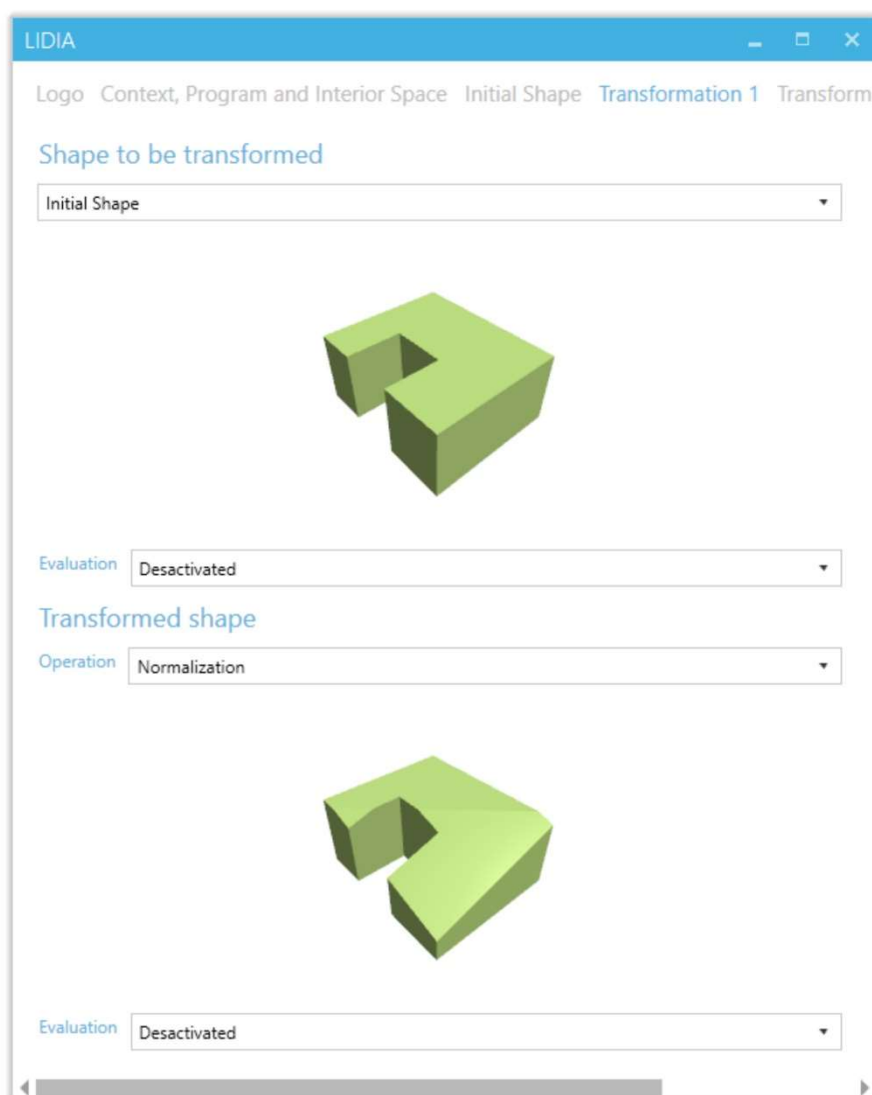 LIDIA
Logo Context, Program and Interior Space Initial Shape Transformation 1 Transform
Shape to be transformed
Initial Shape
Evaluation Desactivated
Transformed shape
Operation Normalization
Evaluation Desactivated